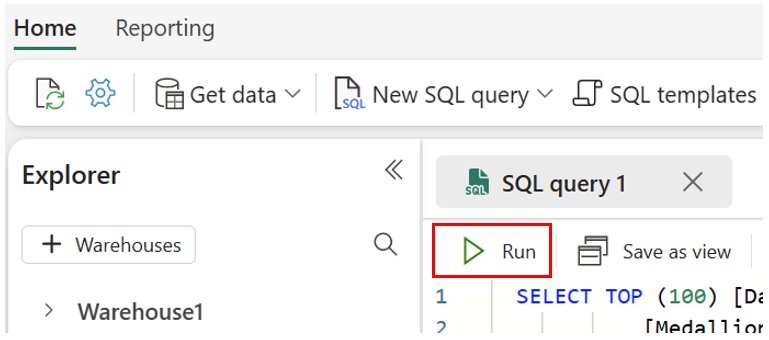 Home Reporting
Get data New SQL query SQL templates
Explorer
SQL query 1
+ Warehouses
Run Save as view
Warehouse1
1 SELECT TOP (100) [Da
2 [Medallion